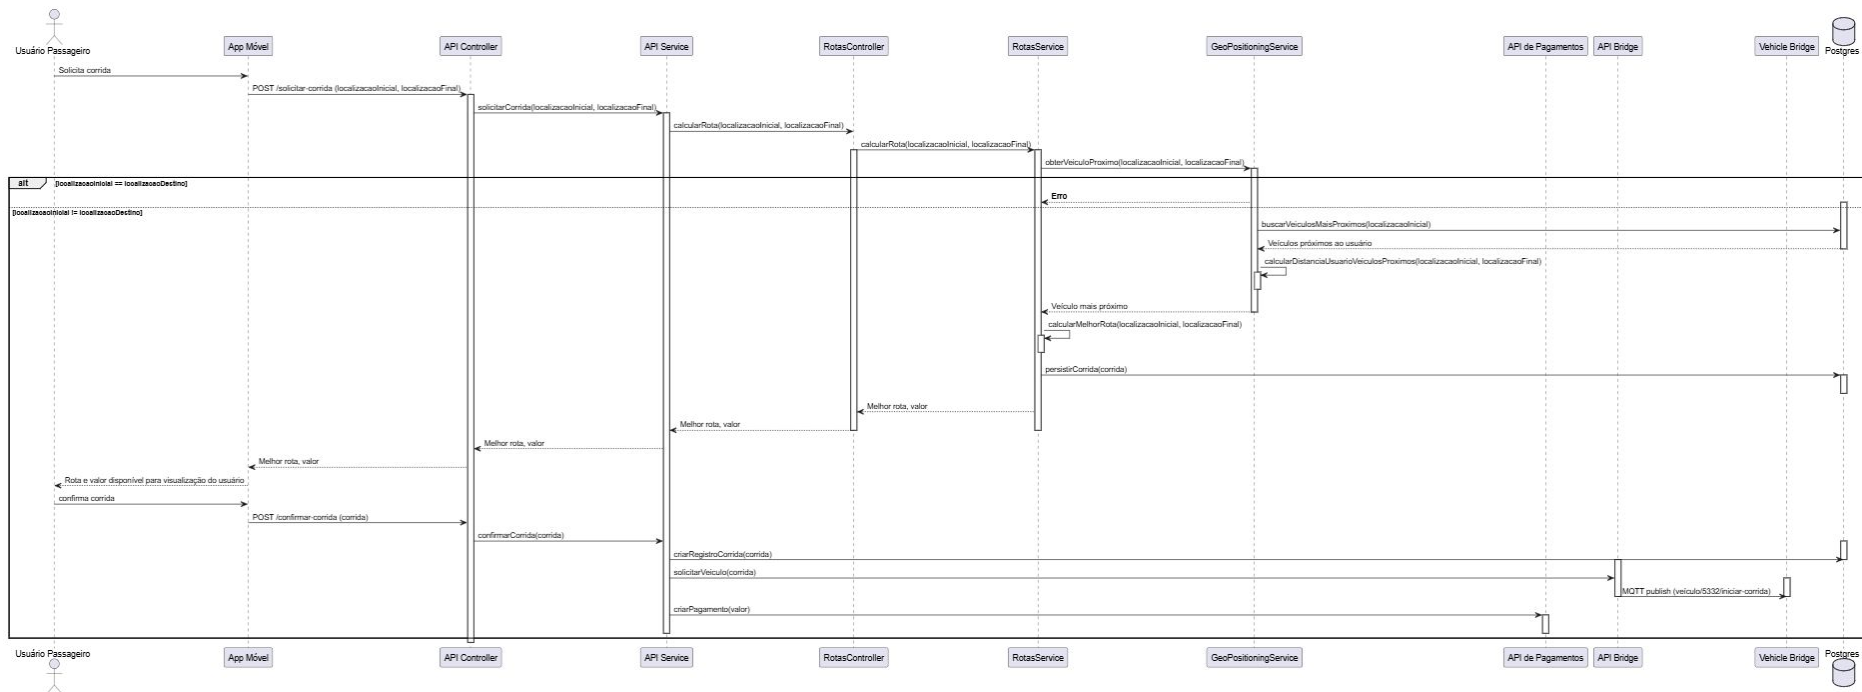 Usuário Passageiro
App Móvel
API Controller
API Service
RotasController
RotasService
GeoPositioningService
API de Pagamentos
API Bridge
Vehicle Bridge
Postgres
Solicita corrida
POST /solicitar-corrida (localizacaoInicial, localizacaoFinal)
solicitarCorrida(localizacaoInicial, localizacaoFinal)
calcularRota(localizacaoInicial, localizacaoFinal)
calcularRota(localizacaoInicial, localizacaoFinal)
obterVeiculoProximo(localizacaoInicial, localizacaoFinal)
alt
[localizacaoInicial == localizacaoDestino]
Erro
[localizacaoInicial != localizacaoDestino]
buscarVeiculosMaisProximos(localizacaoInicial)
Veículos próximos ao usuário
calcularDistanciaUsuarioVeiculosProximos(localizacaoInicial, localizacaoFinal)
Veículo mais próximo
calcularMelhorRota(localizacaoInicial, localizacaoFinal)
persistirCorrida(corrida)
Melhor rota, valor
Melhor rota, valor
Melhor rota, valor
Melhor rota, valor
Rota e valor disponível para visualização do usuário
confirma corrida
POST /confirmar-corrida (corrida)
confirmarCorrida(corrida)
criarRegistroCorrida(corrida)
solicitarVeiculo(corrida)
MQTT publish (veículo/5332/iniciar-corrida)
criarPagamento(valor)
Usuário Passageiro
App Móvel
API Controller
API Service
RotasController
RotasService
GeoPositioningService
API de Pagamentos
API Bridge
Vehicle Bridge
Postgres